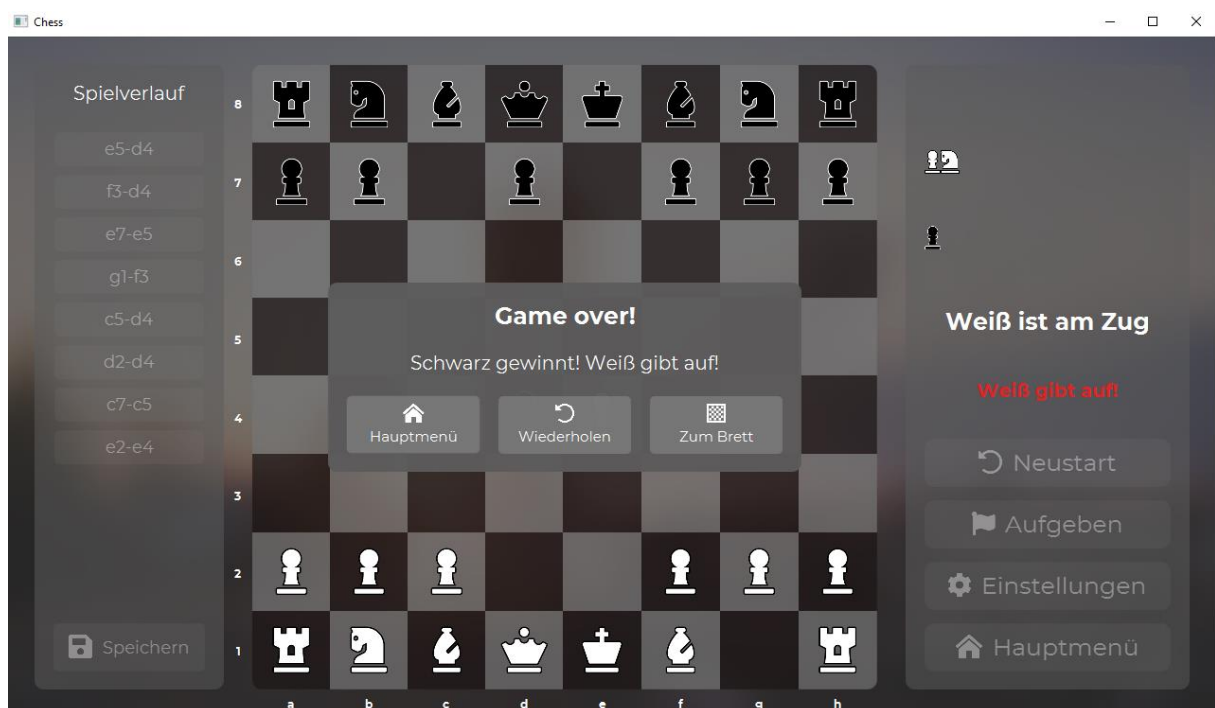 Chess
Spielverlauf
e5-d4
f3-d4
e7-e5
g1-f3
c5-d4
d2-d4
c7-c5
e2-e4
Speichern
8
7
6
5
4
3
2
1
a b c d e f g h
Game over!
Schwarz gewinnt! Weiß gibt auf!
Hauptmenü
Wiederholen
Zum Brett
Weiß ist am Zug
Weiß gibt auf!
Neustart
Aufgeben
Einstellungen
Hauptmenü